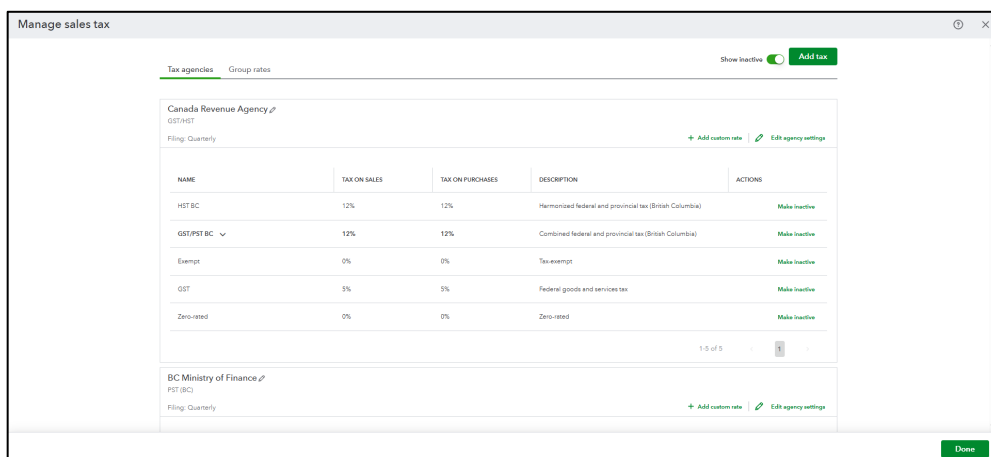 Manage sales tax
Show inactive Add tax
Tax agencies Group rates
Canada Revenue Agency
GST/HST
Filing: Quarterly + Add custom rate Edit agency settings
NAME TAX ON SALES TAX ON PURCHASES DESCRIPTION ACTIONS
HST BC 12% 12% Harmonized federal and provincial tax (British Columbia) Make inactive
GST/PST BC 12% 12% Combined federal and provincial tax (British Columbia) Make inactive
Exempt 0% 0% Tax-exempt Make inactive
GST 5% 5% Federal goods and services tax Make inactive
Zero-rated 0% 0% Zero-rated Make inactive
1-5 of 5 1
BC Ministry of Finance
PST (BC)
Filing: Quarterly + Add custom rate Edit agency settings
Done